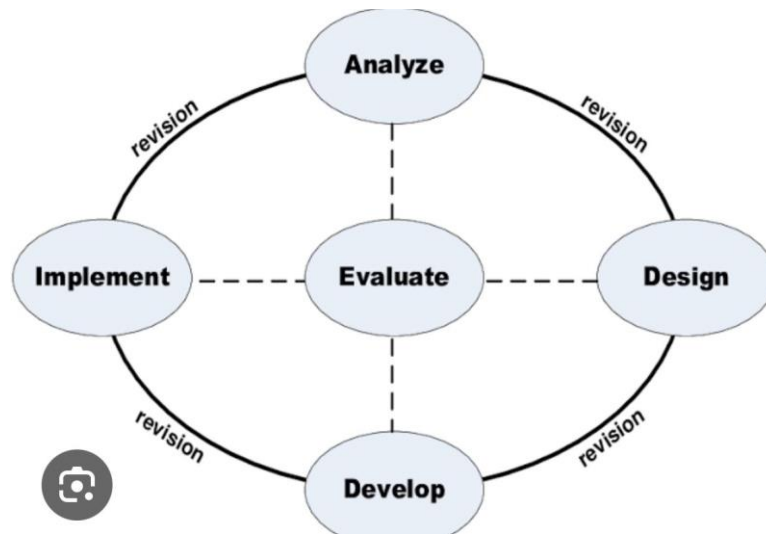 Analyze
revision
revision
Implement
Evaluate
Design
revision
revision
Develop